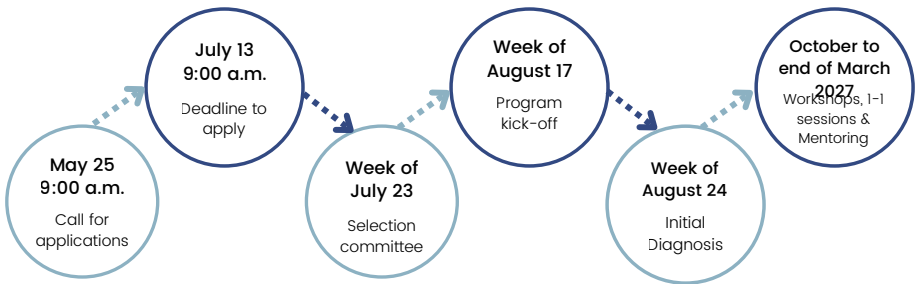 May 25
9:00 a.m.
Call for
applications
July 13
9:00 a.m.
Deadline to
apply
Week of
July 23
Selection
committee
Week of
August 17
Program
kick-off
Week of
August 24
Initial
Diagnosis
October to
end of March
2027
Workshops, 1-1
sessions &
Mentoring